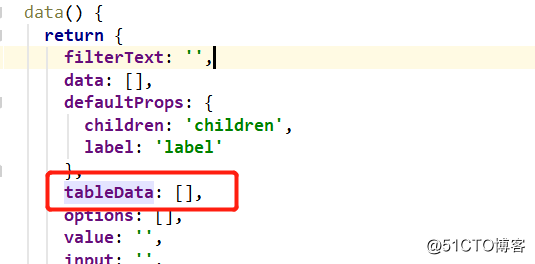 data() {
return {
filterText: '',
data: [],
defaultProps: {
children: 'children',
label: 'label'
},
tableData: [],
options: [],
value: '',
input: '',
@51CTO博客